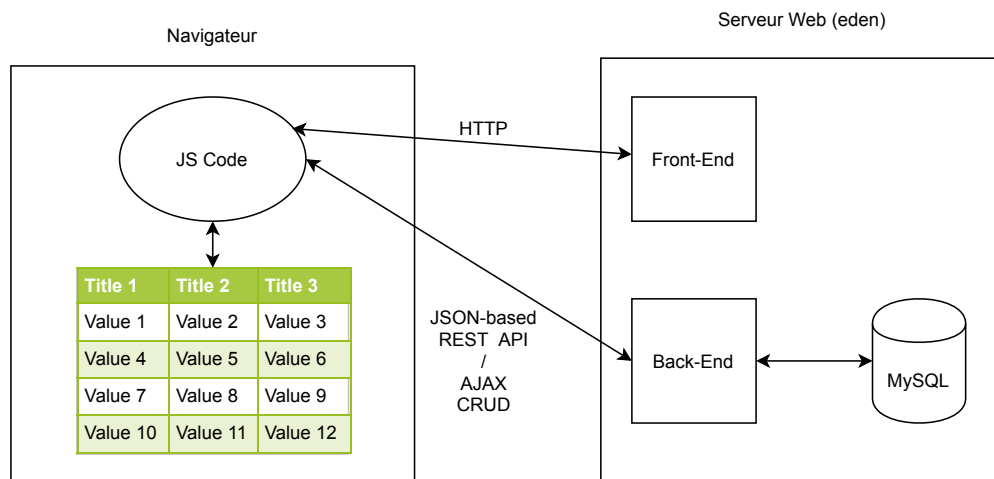 Serveur Web (eden)
Navigateur
HTTP
JS Code
Front-End
Title 1 Title 2 Title 3
Value 1 Value 2 Value 3
Value 4 Value 5 Value 6
Value 7 Value 8 Value 9
Value 10 Value 11 Value 12
JSON-based
REST API
/
AJAX
CRUD
Back-End
MySQL